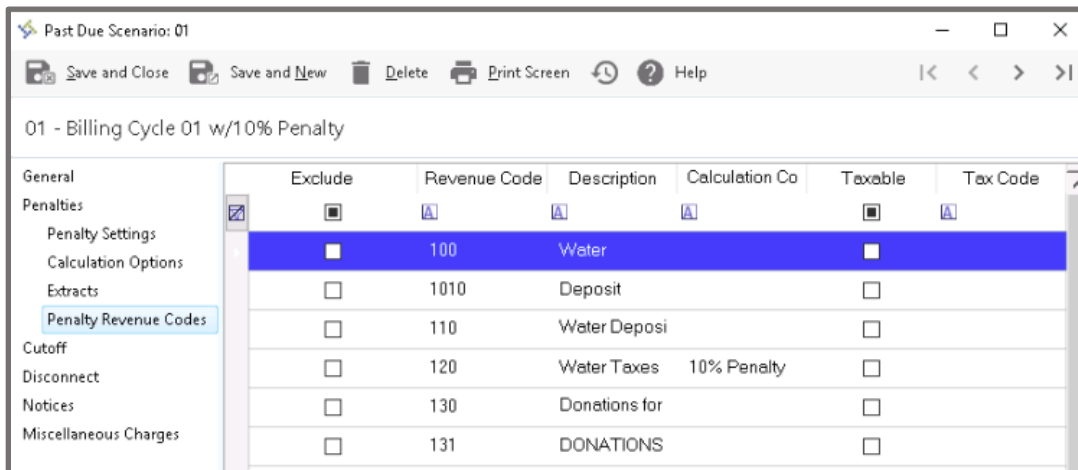 Past Due Scenario: 01
Save and Close Save and New Delete Print Screen Help
01 - Billing Cycle 01 w/10% Penalty
General
Penalties
Penalty Settings
Calculation Options
Extracts
Penalty Revenue Codes
Cutoff
Disconnect
Notices
Miscellaneous Charges
Exclude Revenue Code Description Calculation Co Taxable Tax Code
100 Water
1010 Deposit
110 Water Deposi
120 Water Taxes 10% Penalty
130 Donations for
131 DONATIONS